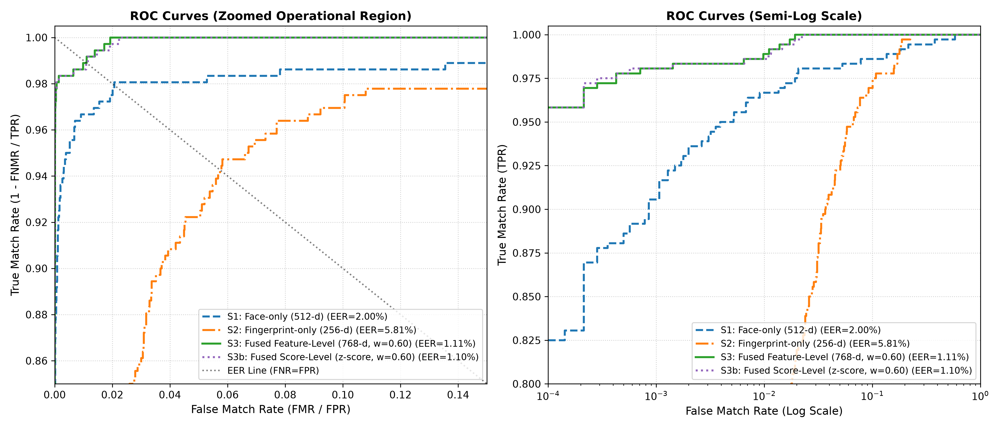 ROC Curves (Zoomed Operational Region)
True Match Rate (1 - FNMR / TPR)
1.00
0.98
0.96
0.94
0.92
0.90
0.88
0.86
S1: Face-only (512-d) (EER=2.00%)
S2: Fingerprint-only (256-d) (EER=5.81%)
S3: Fused Feature-Level (768-d, w=0.60) (EER=1.11%)
S3b: Fused Score-Level (z-score, w=0.60) (EER=1.10%)
EER Line (FNR=FPR)
0.00 0.02 0.04 0.06 0.08 0.10 0.12 0.14
False Match Rate (FMR / FPR)
ROC Curves (Semi-Log Scale)
True Match Rate (TPR)
1.000
0.975
0.950
0.925
0.900
0.875
0.850
0.825
0.800
S1: Face-only (512-d) (EER=2.00%)
S2: Fingerprint-only (256-d) (EER=5.81%)
S3: Fused Feature-Level (768-d, w=0.60) (EER=1.11%)
S3b: Fused Score-Level (z-score, w=0.60) (EER=1.10%)
10⁻⁴ 10⁻³ 10⁻² 10⁻¹ 10⁰
False Match Rate (Log Scale)